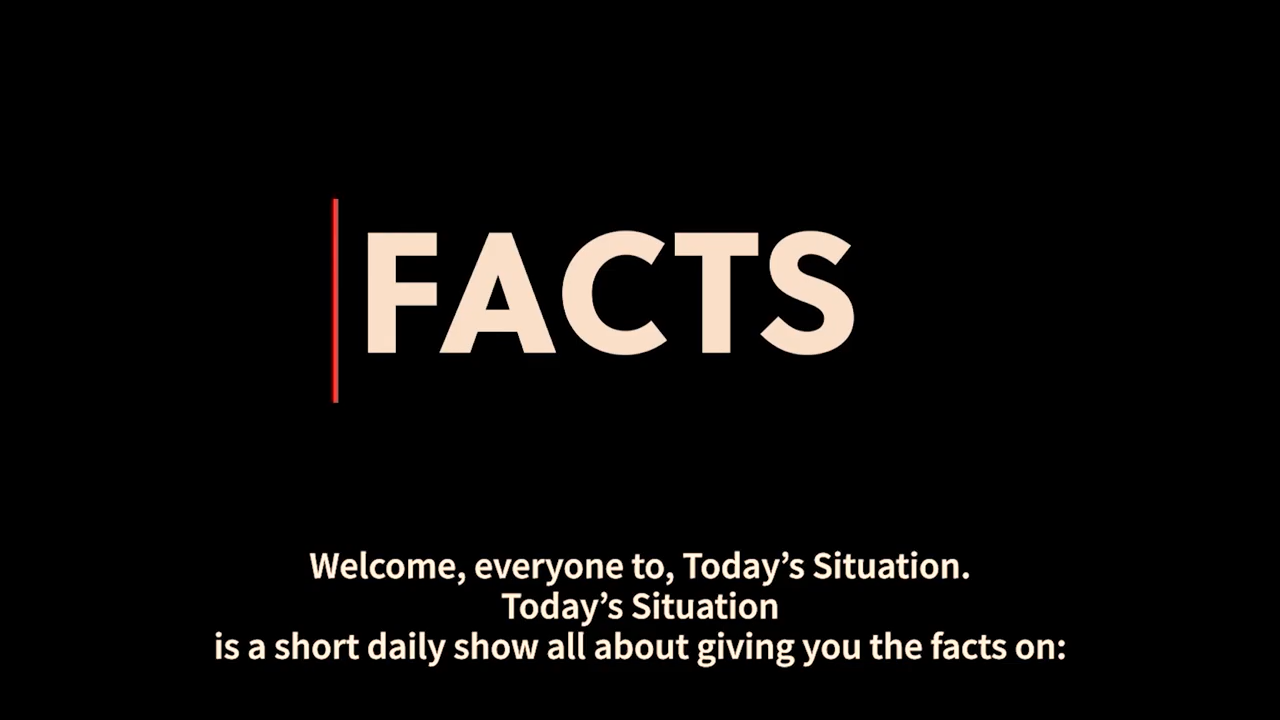 FACTS
Welcome, everyone to, Today’s Situation.
Today’s Situation
is a short daily show all about giving you the facts on: